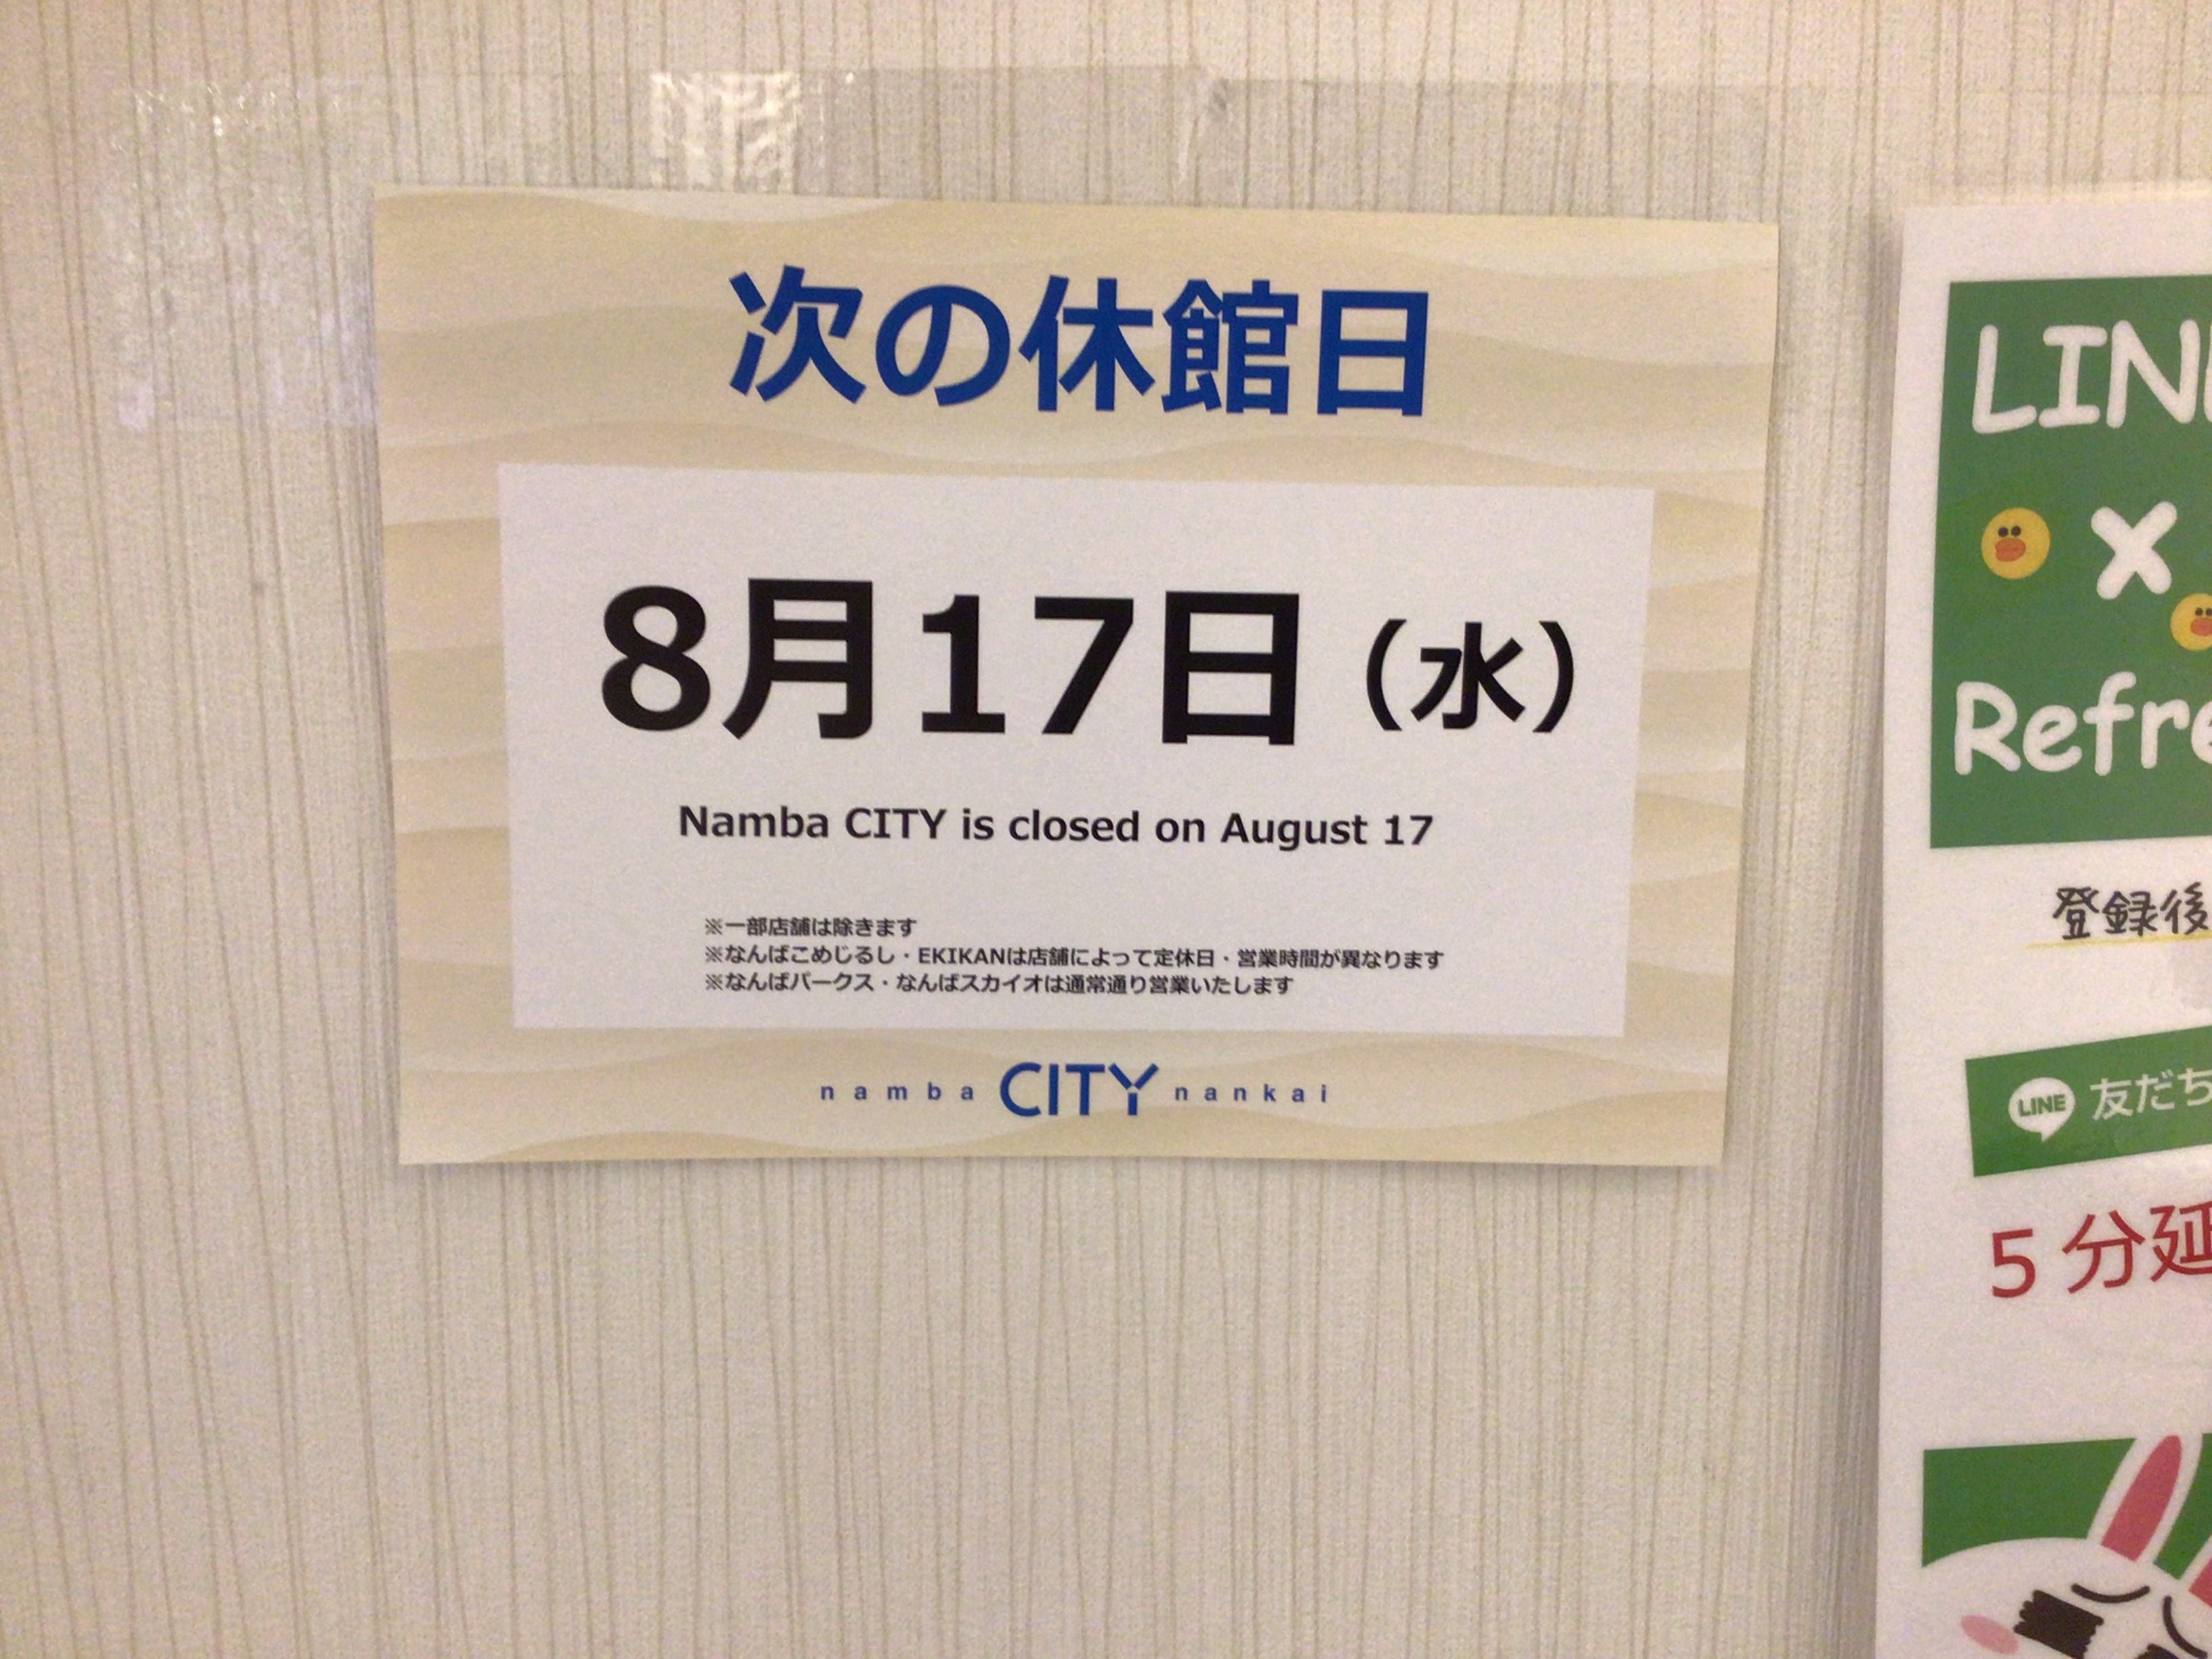 次の休館日
8月17日（水）
Namba CITY is closed on August 17
※一部店舗は除きます
※なんばこめじるし・EKIKANは店舗によって定休日・営業時間が異なります
※なんばパークス・なんばスカイオは通常通り営業いたします
namba CITY nankai
LIN
×
Refre
登録後
LINE 友だち
5分延